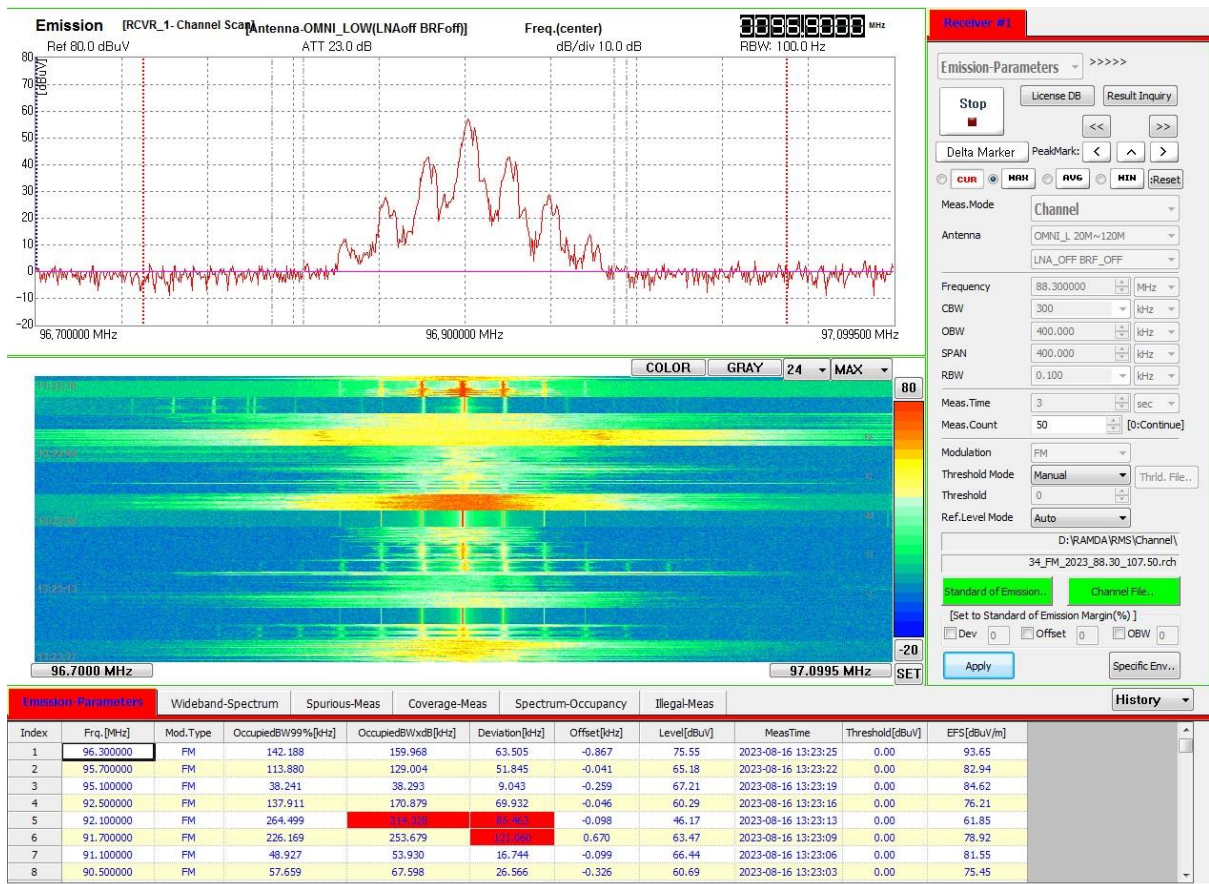 Emission [RCVR_1- Channel Scan] [Antenna-OMNI_LOW(LNAoff BRFoff)] Freq.(center) MHz
Ref 80.0 dBuV ATT 23.0 dB dB/div 10.0 dB RBW: 100.0 Hz
[dBuV]
80
70
60
50
40
30
20
10
0
-10
-20
96,700000 MHz 96,900000 MHz 97,099500 MHz
COLOR GRAY 24 MAX
80
-20
96.7000 MHz 97.0995 MHz SET
Receiver #1
Emission-Parameters >>>>>
Stop License DB Result Inquiry
<< >>
Delta Marker PeakMark: < ^ >
CUR MAX AVG MIN :Reset
Meas.Mode Channel
Antenna OMNI_L 20M~120M
LNA_OFF BRF_OFF
Frequency 88.300000 MHz
CBW 300 kHz
OBW 400.000 kHz
SPAN 400.000 kHz
RBW 0.100 kHz
Meas.Time 3 sec
Meas.Count 50 [0:Continue]
Modulation FM
Threshold Mode Manual Thrld. File..
Threshold 0
Ref.Level Mode Auto
D:\RAMDA\RMS\Channel\
34_FM_2023_88.30_107.50.rch
Standard of Emission.. Channel File..
[Set to Standard of Emission Margin(%) ]
Dev 0 Offset 0 OBW 0
Apply Specific Env..
Emission-Parameters Wideband-Spectrum Spurious-Meas Coverage-Meas Spectrum-Occupancy Illegal-Meas History
Index Frq.[MHz] Mod.Type OccupiedBW99%[kHz] OccupiedBWxdB[kHz] Deviation[kHz] Offset[kHz] Level[dBuV] MeasTime Threshold[dBuV] EFS[dBuV/m]
1 96.300000 FM 142.188 159.968 63.505 -0.867 75.55 2023-08-16 13:23:25 0.00 93.65
2 95.700000 FM 113.880 129.004 51.845 -0.041 65.18 2023-08-16 13:23:22 0.00 82.94
3 95.100000 FM 38.241 38.293 9.043 -0.259 67.21 2023-08-16 13:23:19 0.00 84.62
4 92.500000 FM 137.911 170.879 69.932 -0.046 60.29 2023-08-16 13:23:16 0.00 76.21
5 92.100000 FM 264.499 314.328 85.463 -0.098 46.17 2023-08-16 13:23:13 0.00 61.85
6 91.700000 FM 226.169 253.679 121.060 0.670 63.47 2023-08-16 13:23:09 0.00 78.92
7 91.100000 FM 48.927 53.930 16.744 -0.099 66.44 2023-08-16 13:23:06 0.00 81.55
8 90.500000 FM 57.659 67.598 26.566 -0.326 60.69 2023-08-16 13:23:03 0.00 75.45